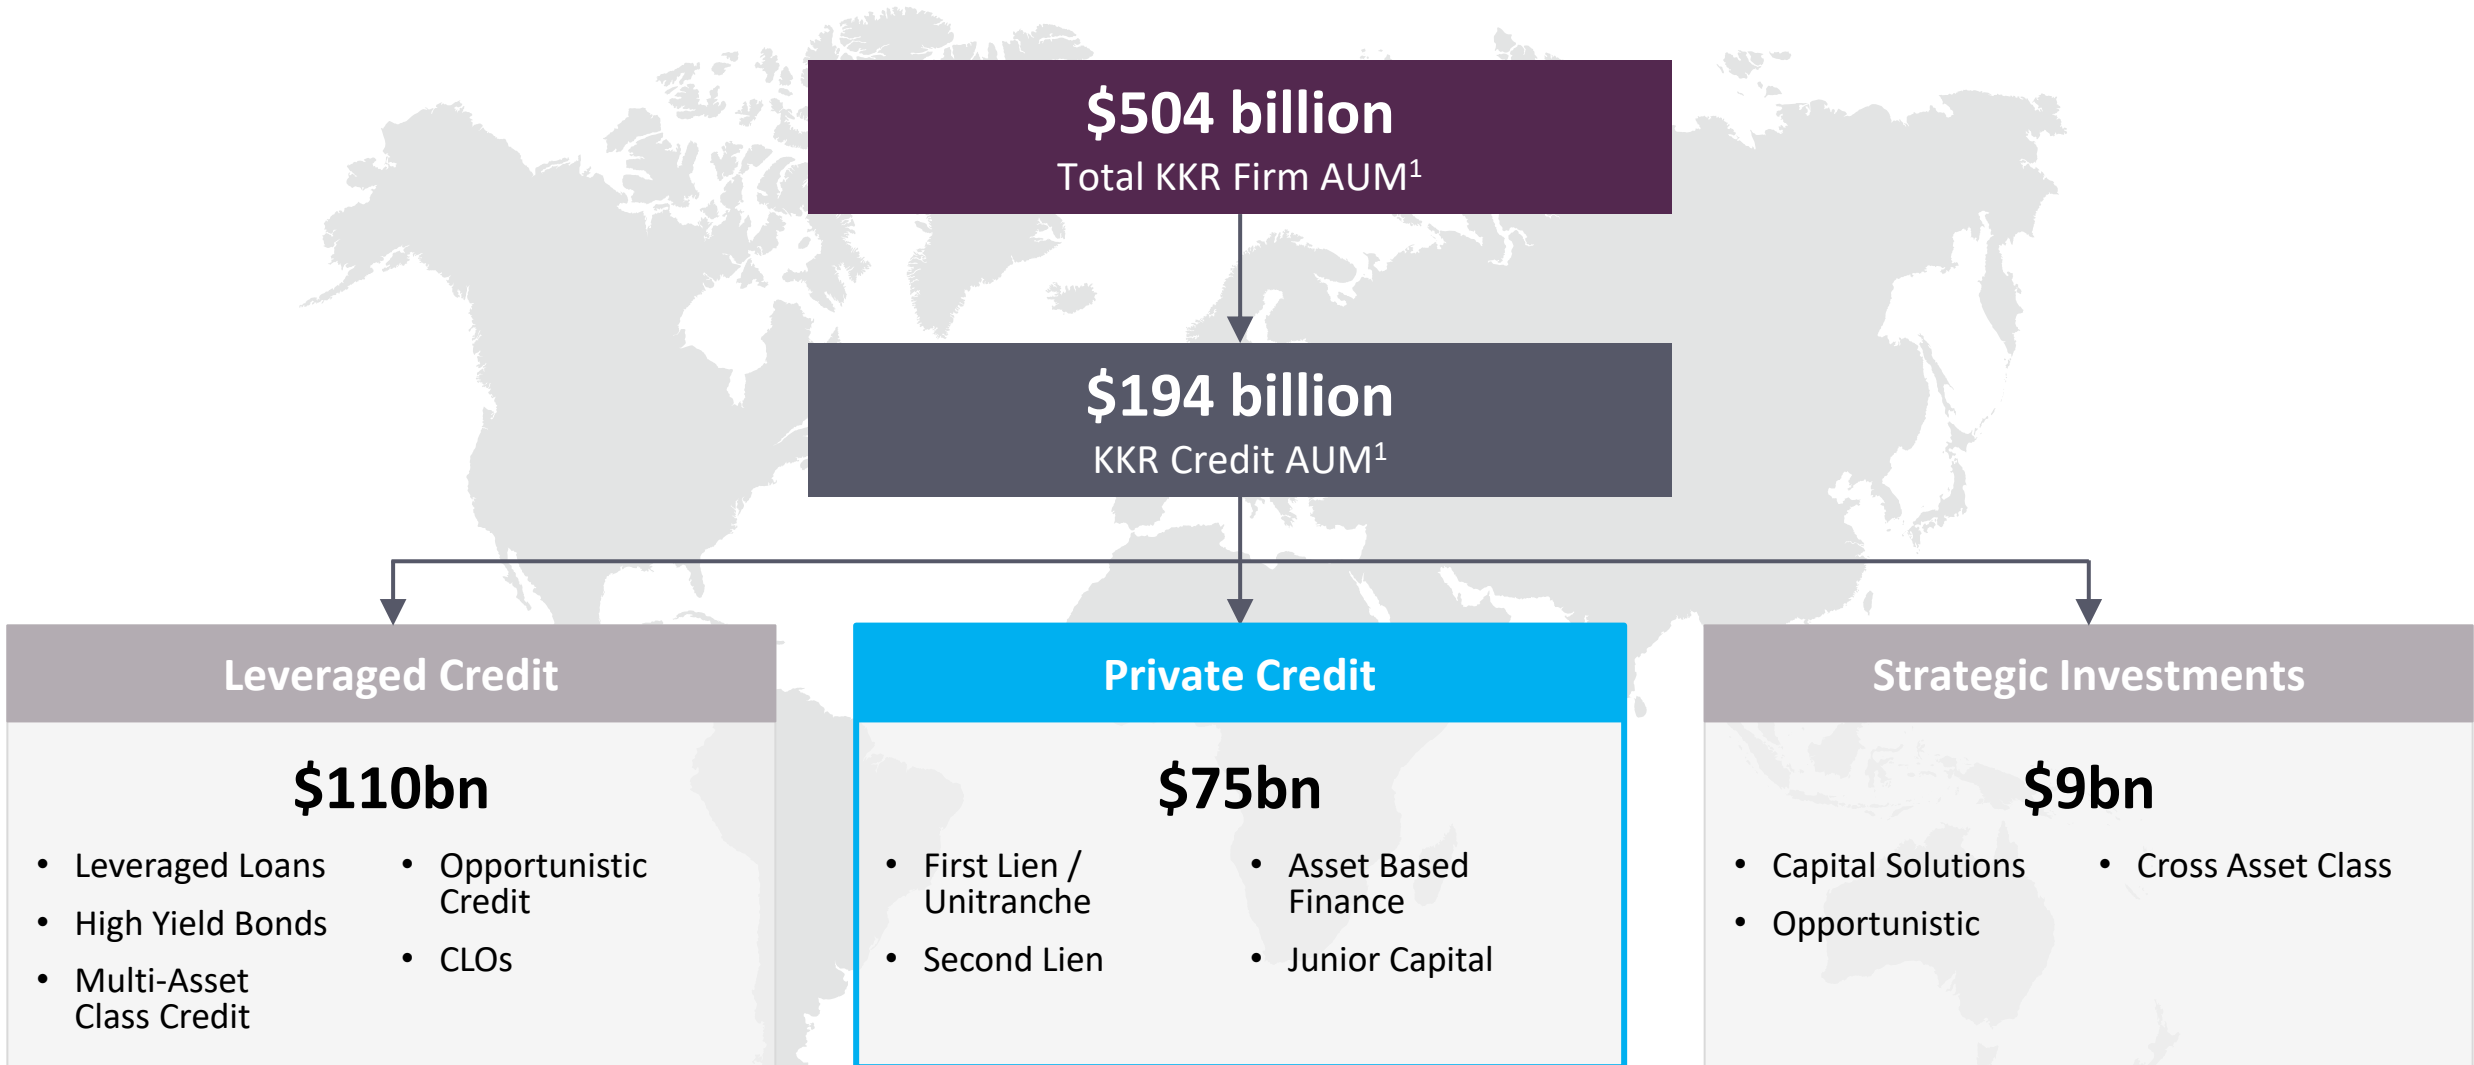 $504 billion
Total KKR Firm AUM¹
$194 billion
KKR Credit AUM¹
Leveraged Credit
$110bn
• Leveraged Loans
• High Yield Bonds
• Multi-Asset
Class Credit
• Opportunistic
Credit
• CLOs
Private Credit
$75bn
• First Lien /
Unitranche
• Second Lien
• Asset Based
Finance
• Junior Capital
Strategic Investments
$9bn
• Capital Solutions
• Opportunistic
• Cross Asset Class